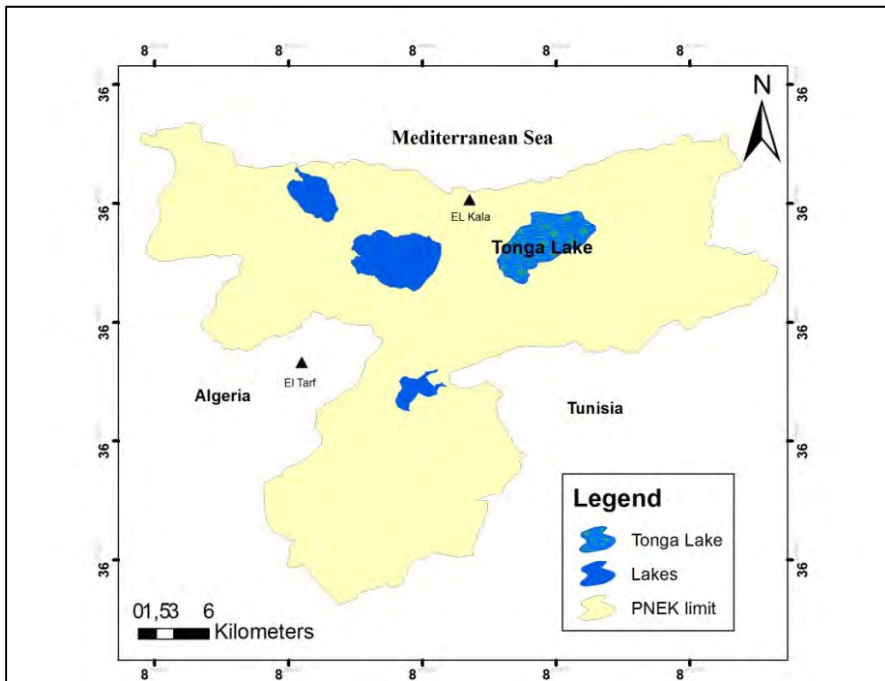 8 8 8 8 8
36 36
N
Mediterranean Sea
36 36
EL Kala
Tonga Lake
36 36
El Tarf
Algeria
Tunisia
36 36
Legend
Tonga Lake
36 36
Lakes
PNEK limit
01,53 6
Kilometers
8 8 8 8 8